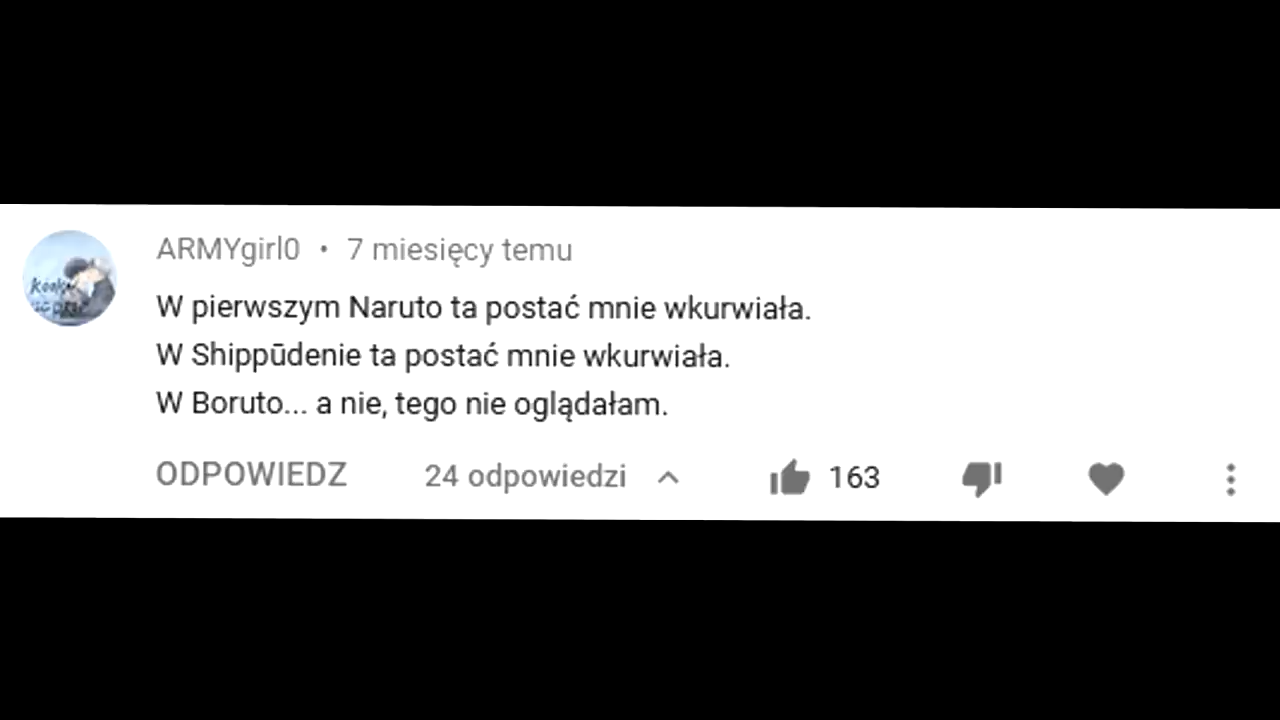 ARMYgirl0 • 7 miesięcy temu
W pierwszym Naruto ta postać mnie wkurwiała.
W Shippūdenie ta postać mnie wkurwiała.
W Boruto... a nie, tego nie oglądałam.
ODPOWIEDZ 24 odpowiedzi 163